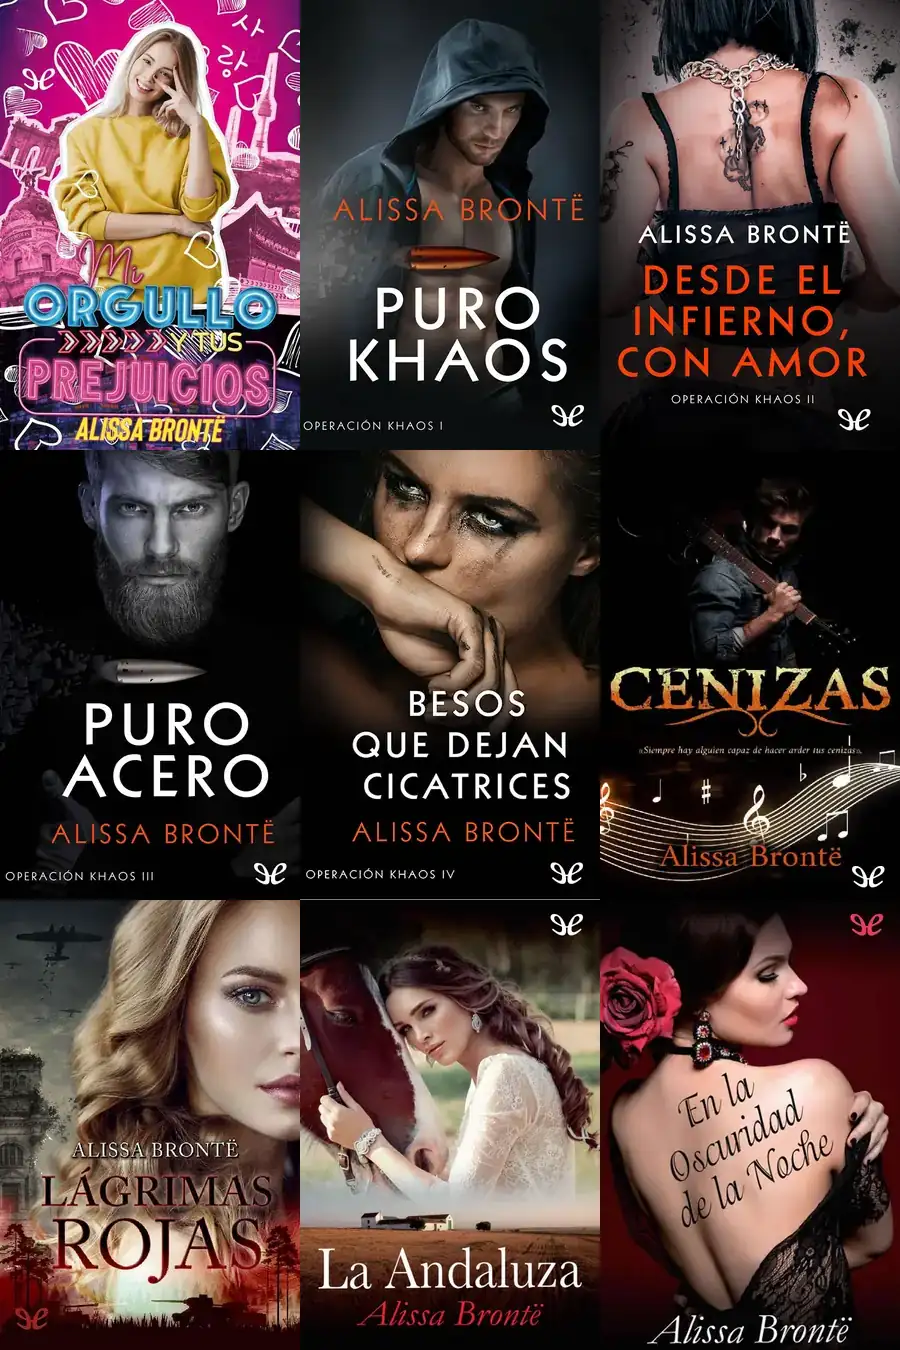 사
랑
Mi
ORGULLO
>>>>> Y TUS
PREJUICIOS
ALISSA BRONTË
ALISSA BRONTË
PURO
KHAOS
OPERACIÓN KHAOS I
ALISSA BRONTË
DESDE EL
INFIERNO,
CON AMOR
OPERACIÓN KHAOS II
PURO
ACERO
ALISSA BRONTË
OPERACIÓN KHAOS III
BESOS
QUE DEJAN
CICATRICES
ALISSA BRONTË
OPERACIÓN KHAOS IV
CENIZAS
«Siempre hay alguien capaz de hacer arder tus cenizas».
Alissa Brontë
ALISSA BRONTË
LÁGRIMAS
ROJAS
La Andaluza
Alissa Brontë
En la
Oscuridad
de la Noche
Alissa Brontë